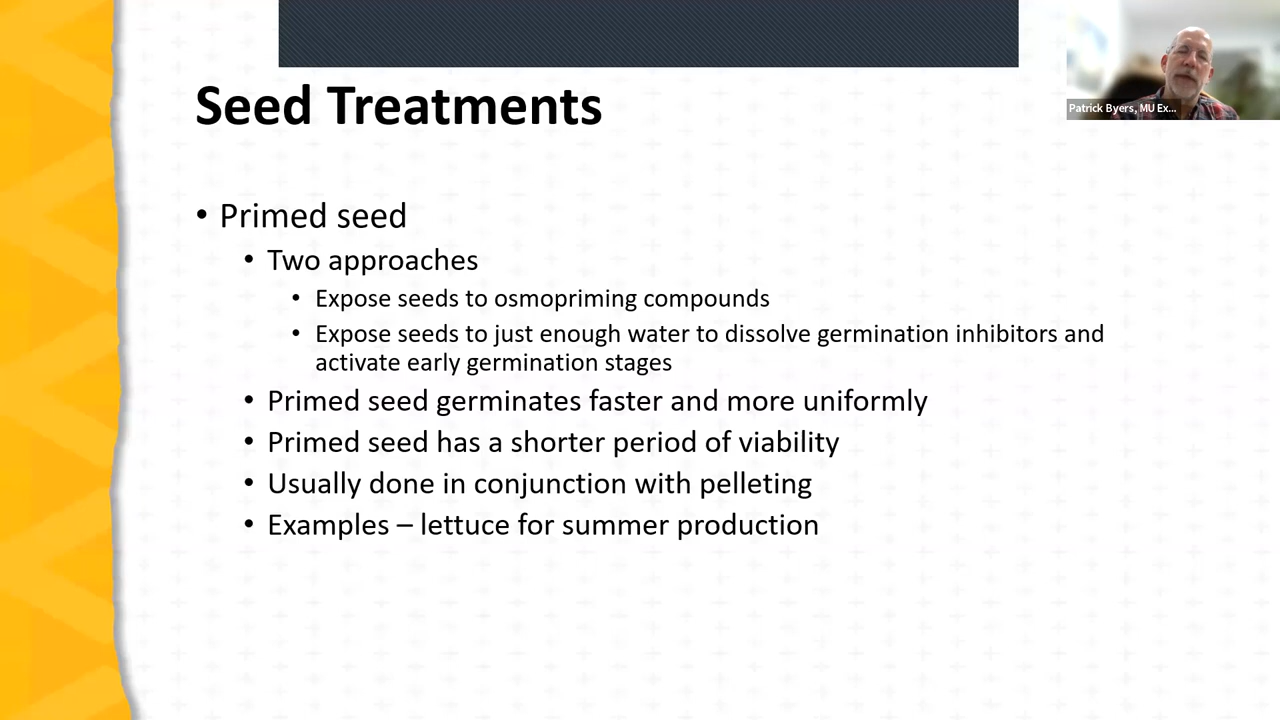 Seed Treatments
Patrick Byers, MU Ex...
• Primed seed
• Two approaches
• Expose seeds to osmopriming compounds
• Expose seeds to just enough water to dissolve germination inhibitors and
activate early germination stages
• Primed seed germinates faster and more uniformly
• Primed seed has a shorter period of viability
• Usually done in conjunction with pelleting
• Examples – lettuce for summer production